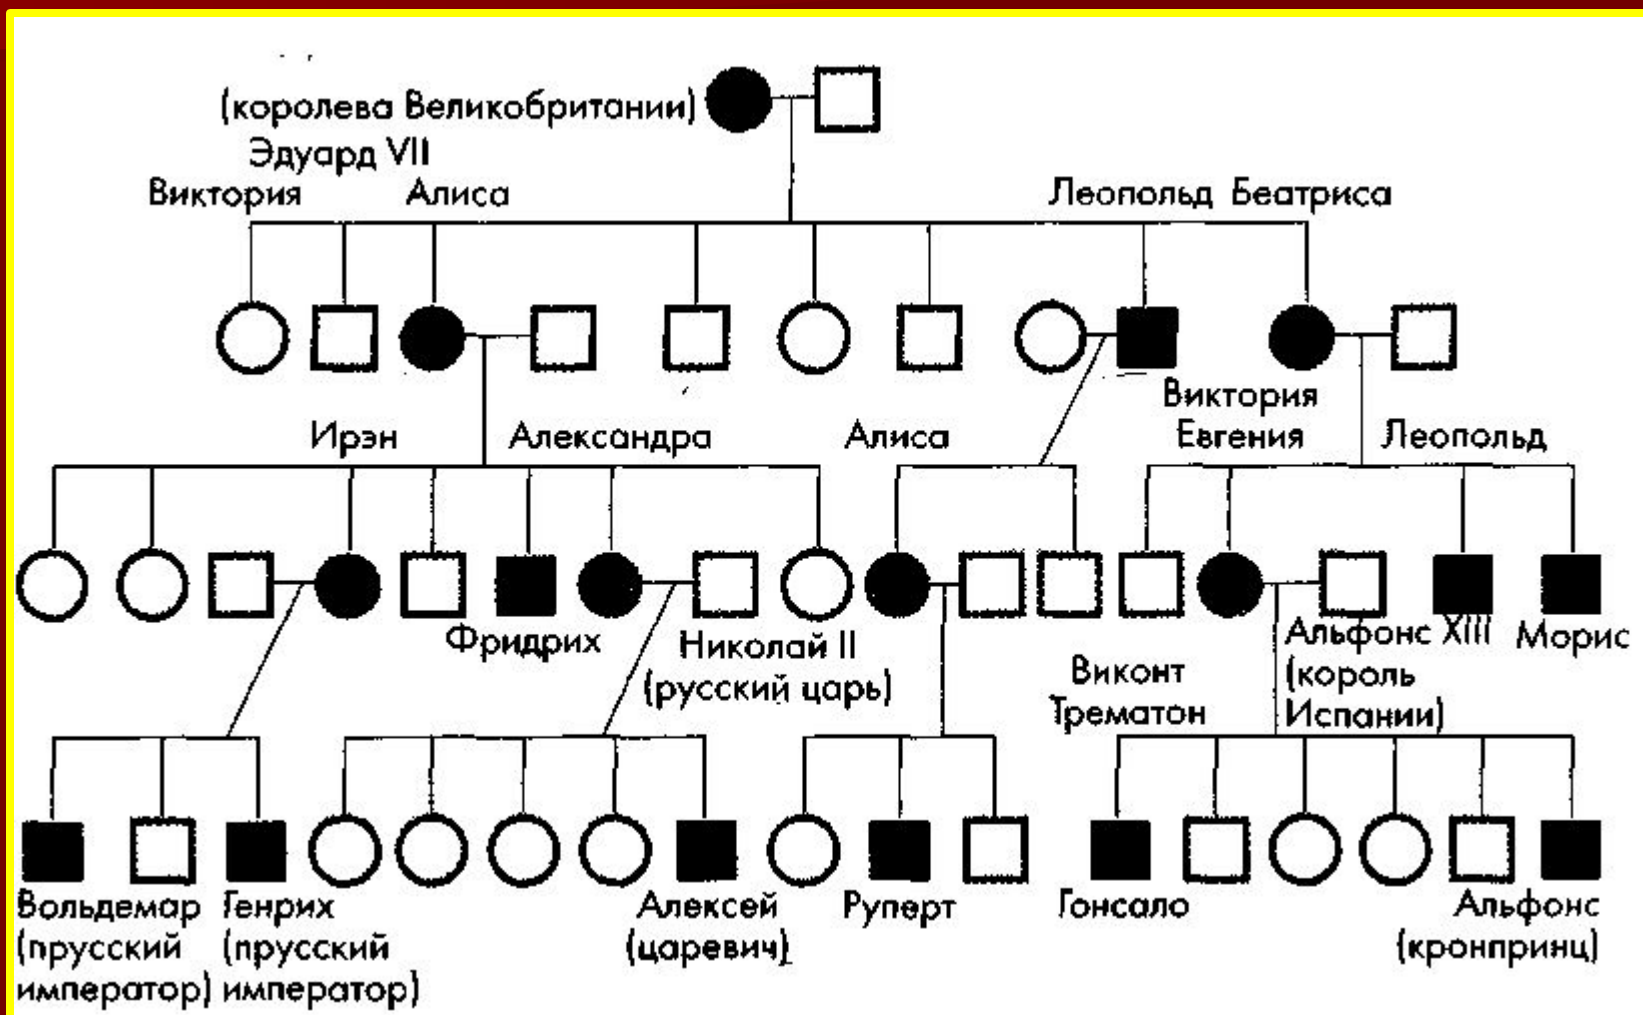 (королева Великобритании)
Эдуард VII
Виктория Алиса Леопольд Беатриса
Виктория
Ирэн Александра Алиса Евгения Леопольд
Фридрих Николай II Альфонс XIII Морис
(русский царь) Виконт (король
Трематон Испании)
Вольдемар Генрих Алексей Руперт Гонсало Альфонс
(прусский (прусский (царевич) (кронпринц)
император) император)